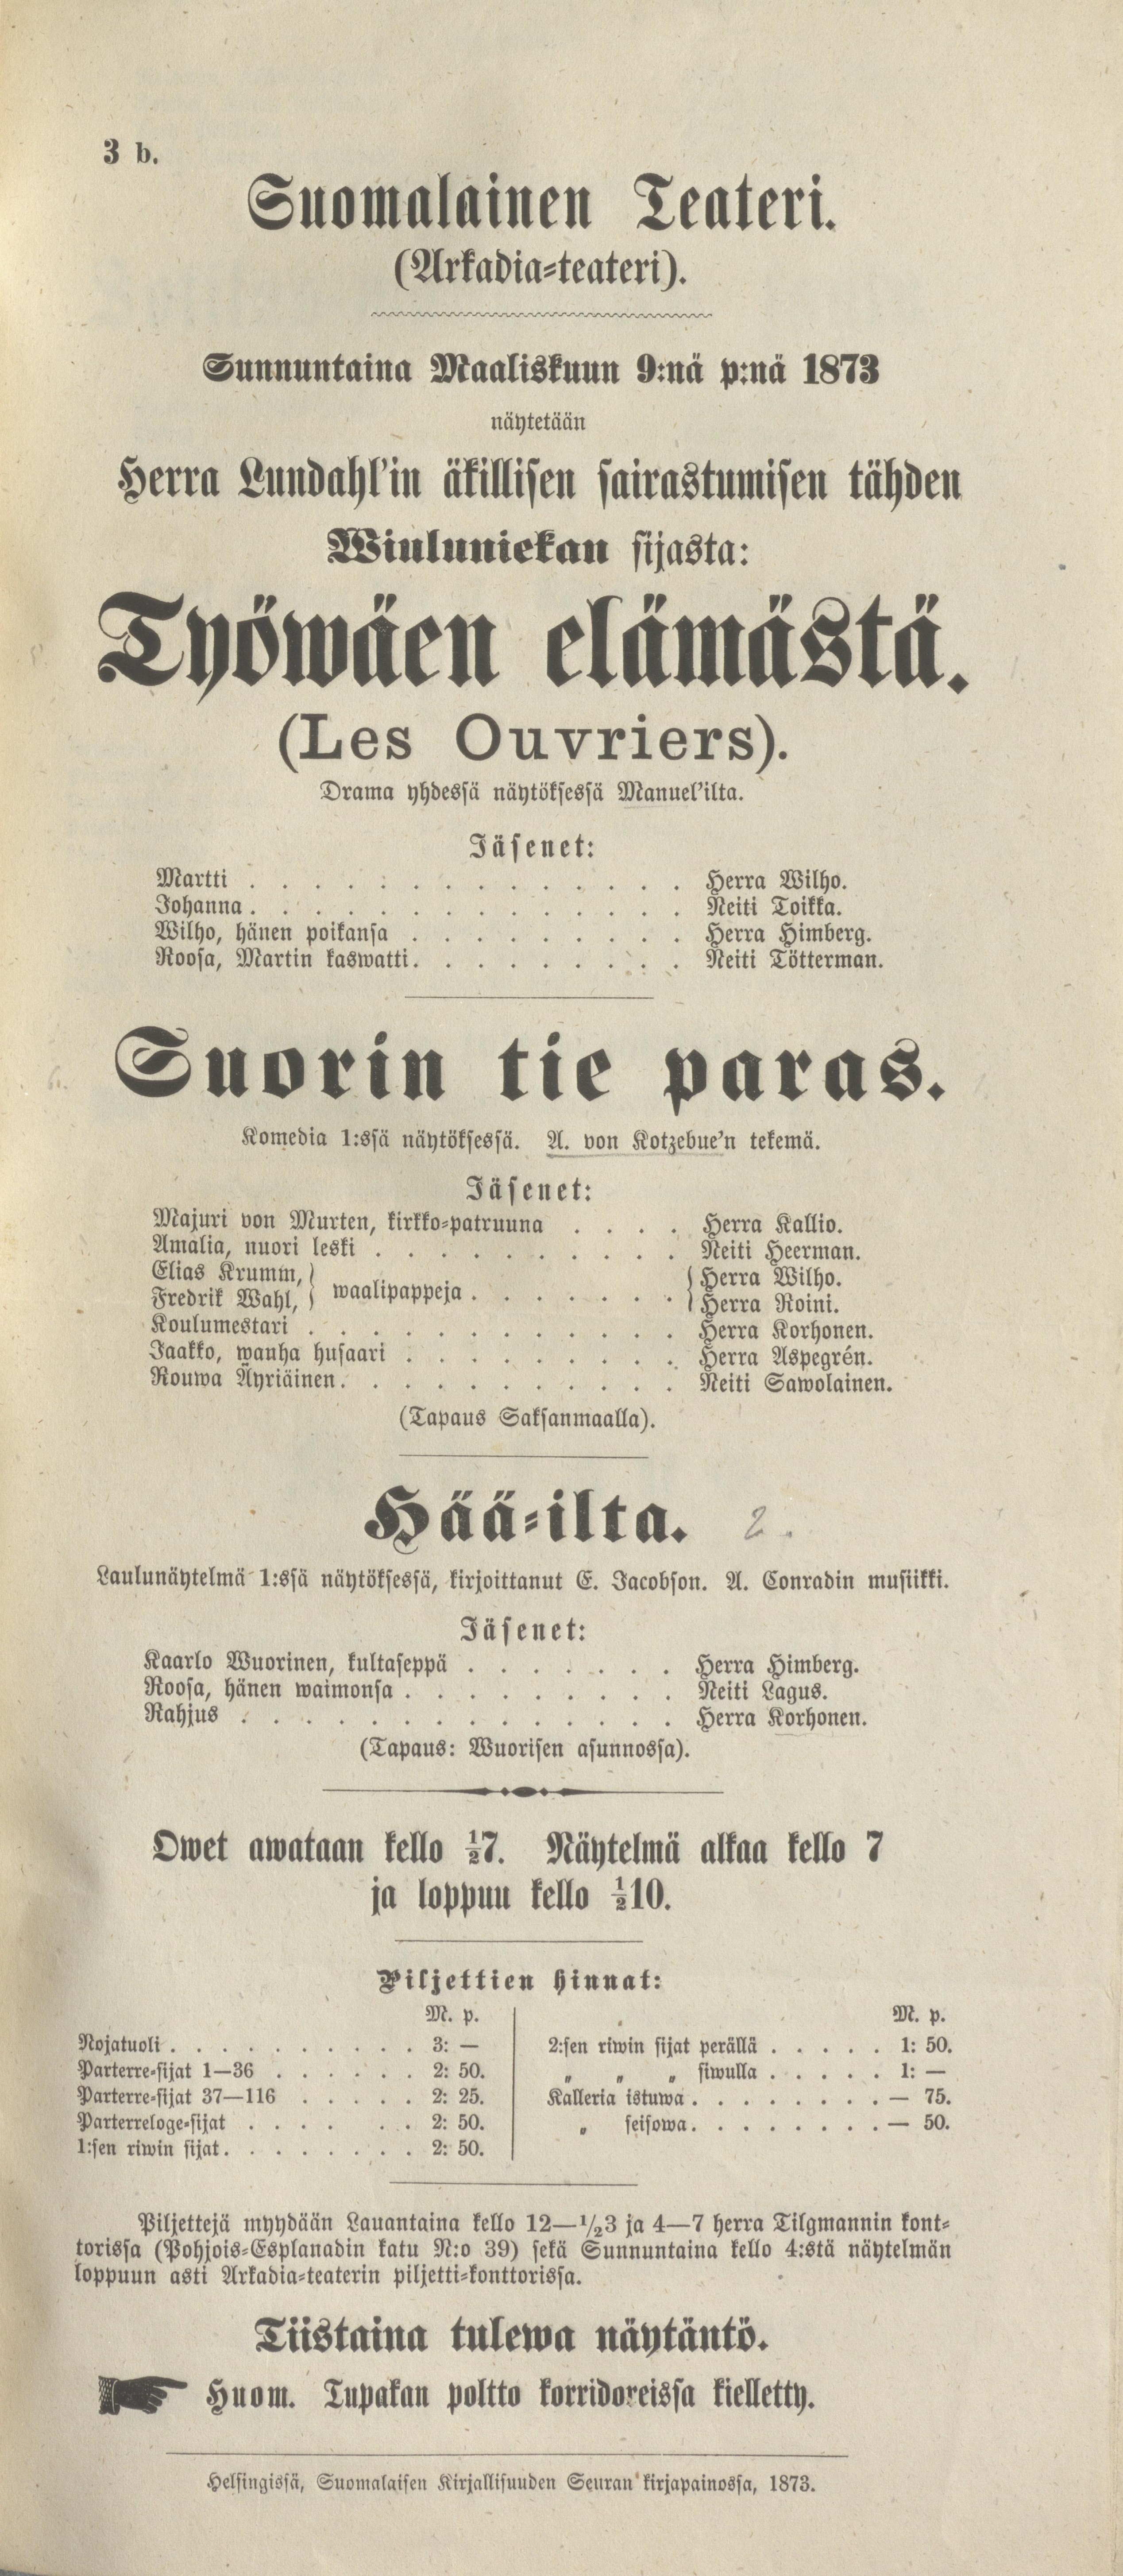 3 b.
Suomalainen Teateri.
(Arkadia-teateri).
Sunnuntaina Maaliskuun 9:nä p:nä 1873
näytetään
Herra Lundahl'in äkillisen sairastumisen tähden
Wiuluniekan sijasta:
Työwäen elämästä.
(Les Ouvriers).
Drama yhdessä näytöksessä Manuel'ilta.
Jäsenet:
Martti . . . . . . . . . . . . . . Herra Wilho.
Johanna . . . . . . . . . . . . . . Neiti Toikka.
Wilho, hänen poikansa . . . . . . . . . Herra Himberg.
Roosa, Martin kaswatti . . . . . . . . . Neiti Tötterman.
Suorin tie paras.
Komedia 1:ssä näytöksessä. A. von Kotzebue'n tekemä.
Jäsenet:
Majuri von Murten, kirkko-patruuna . . . . Herra Kallio.
Amalia, nuori leski . . . . . . . . . . Neiti Heerman.
Elias Krumm, } waalipappeja . . . . . . . { Herra Wilho.
Fredrik Wahl, } { Herra Roini.
Koulumestari . . . . . . . . . . . . Herra Korhonen.
Jaakko, wanha husaari . . . . . . . . . Herra Aspegrén.
Rouwa Äyriäinen . . . . . . . . . . . Neiti Sawolainen.
(Tapaus Saksanmaalla).
Hää-ilta. 2.
Laulunäytelmä 1:ssä näytöksessä, kirjoittanut E. Jacobson. A. Conradin musiikki.
Jäsenet:
Kaarlo Wuorinen, kultaseppä . . . . . . . Herra Himberg.
Roosa, hänen waimonsa . . . . . . . . . Neiti Lagus.
Rahjus . . . . . . . . . . . . . . Herra Korhonen.
(Tapaus: Wuorisen asunnossa).
Owet awataan kello ½7. Näytelmä alkaa kello 7
ja loppuu kello ½10.
Piljettien hinnat:
M. p.
Nojatuoli . . . . . . . . . . 3: —
Parterre-sijat 1—36 . . . . . . 2: 50.
Parterre-sijat 37—116 . . . . . 2: 25.
Parterreloge-sijat . . . . . . 2: 50.
1:sen riwin sijat . . . . . . . 2: 50.
M. p.
2:sen riwin sijat perällä . . . . . 1: 50.
„ „ „ siwulla . . . . . 1: —
Kalleria istuwa . . . . . . . . — 75.
„ seisowa . . . . . . . . — 50.
Piljettejä myydään Lauantaina kello 12—1/23 ja 4—7 herra Tilgmannin kont-
torissa (Pohjois-Esplanadin katu N:o 39) sekä Sunnuntaina kello 4:stä näytelmän
loppuun asti Arkadia-teaterin piljetti-konttorissa.
Tiistaina tulewa näytäntö.
Huom. Tupakan poltto korridoreissa kielletty.
Helsingissä, Suomalaisen Kirjallisuuden Seuran kirjapainossa, 1873.